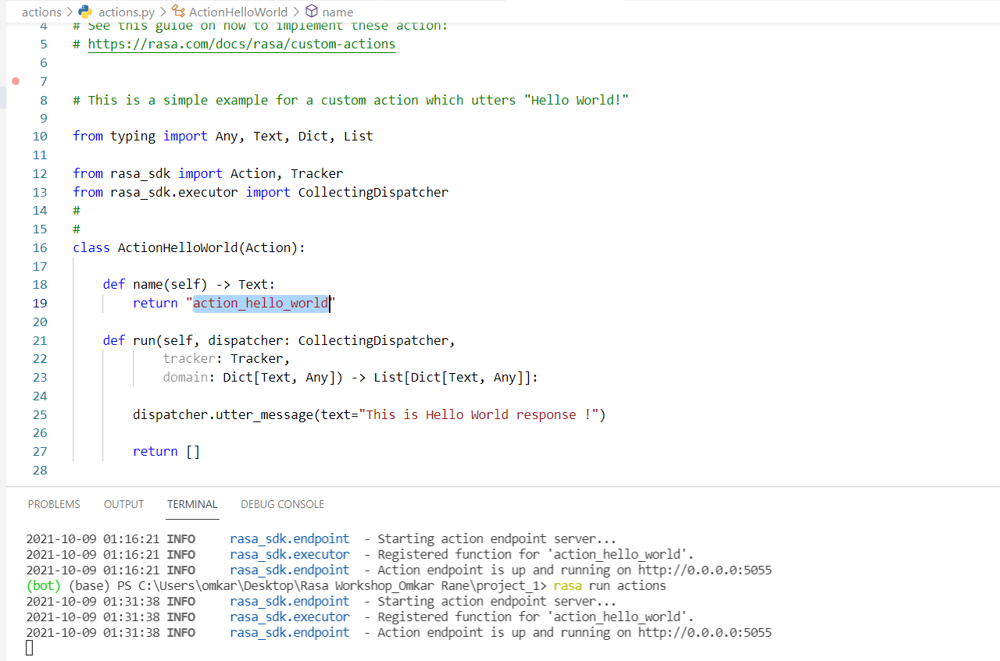 actions > actions.py > ActionHelloWorld > name
4 # See this guide on how to implement these action:
5 # https://rasa.com/docs/rasa/custom-actions
6
7
8 # This is a simple example for a custom action which utters "Hello World!"
9
10 from typing import Any, Text, Dict, List
11
12 from rasa_sdk import Action, Tracker
13 from rasa_sdk.executor import CollectingDispatcher
14 #
15 #
16 class ActionHelloWorld(Action):
17
18 def name(self) -> Text:
19 return "action_hello_world"
20
21 def run(self, dispatcher: CollectingDispatcher,
22 tracker: Tracker,
23 domain: Dict[Text, Any]) -> List[Dict[Text, Any]]:
24
25 dispatcher.utter_message(text="This is Hello World response !")
26
27 return []
28
PROBLEMS OUTPUT TERMINAL DEBUG CONSOLE
2021-10-09 01:16:21 INFO rasa_sdk.endpoint - Starting action endpoint server...
2021-10-09 01:16:21 INFO rasa_sdk.executor - Registered function for 'action_hello_world'.
2021-10-09 01:16:21 INFO rasa_sdk.endpoint - Action endpoint is up and running on http://0.0.0.0:5055
(bot) (base) PS C:\Users\omkar\Desktop\Rasa Workshop_Omkar Rane\project_1> rasa run actions
2021-10-09 01:31:38 INFO rasa_sdk.endpoint - Starting action endpoint server...
2021-10-09 01:31:38 INFO rasa_sdk.executor - Registered function for 'action_hello_world'.
2021-10-09 01:31:38 INFO rasa_sdk.endpoint - Action endpoint is up and running on http://0.0.0.0:5055